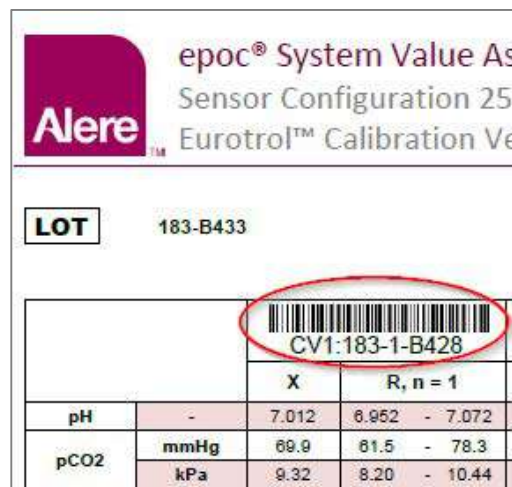 Alere™
epoc® System Value As
Sensor Configuration 25
Eurotrol™ Calibration Ve
LOT 183-B433
CV1:183-1-B428
X R, n = 1
pH - 7.012 6.952 - 7.072
pCO2 mmHg 69.9 61.5 - 78.3
kPa 9.32 8.20 - 10.44